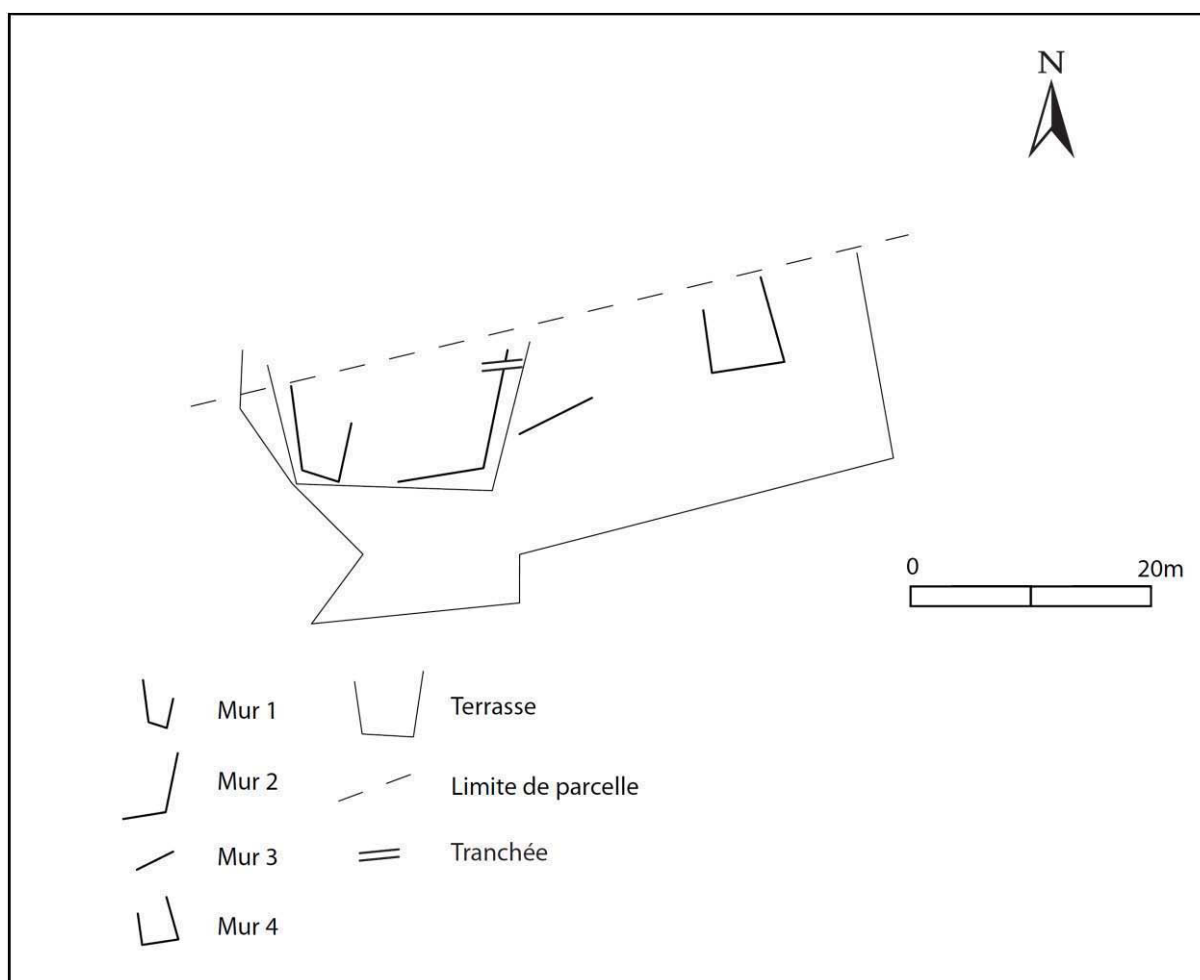 N
0 20m
Mur 1 Terrasse
Mur 2 Limite de parcelle
Mur 3 Tranchée
Mur 4